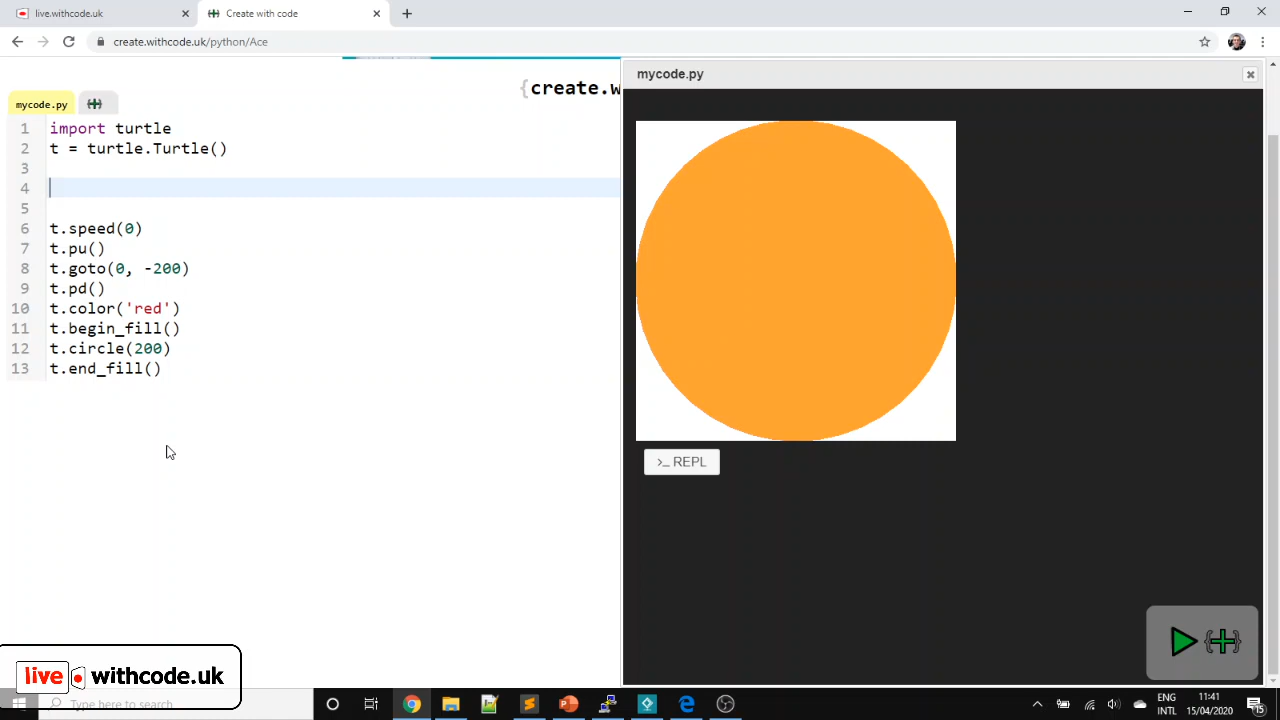 live.withcode.uk
Create with code
create.withcode.uk/python/Ace
{create.w
mycode.py
mycode.py
1 import turtle
2 t = turtle.Turtle()
3
4
5
6 t.speed(0)
7 t.pu()
8 t.goto(0, -200)
9 t.pd()
10 t.color('red')
11 t.begin_fill()
12 t.circle(200)
13 t.end_fill()
>_ REPL
live withcode.uk
Type here to search
ENG
INTL
11:41
15/04/2020
15